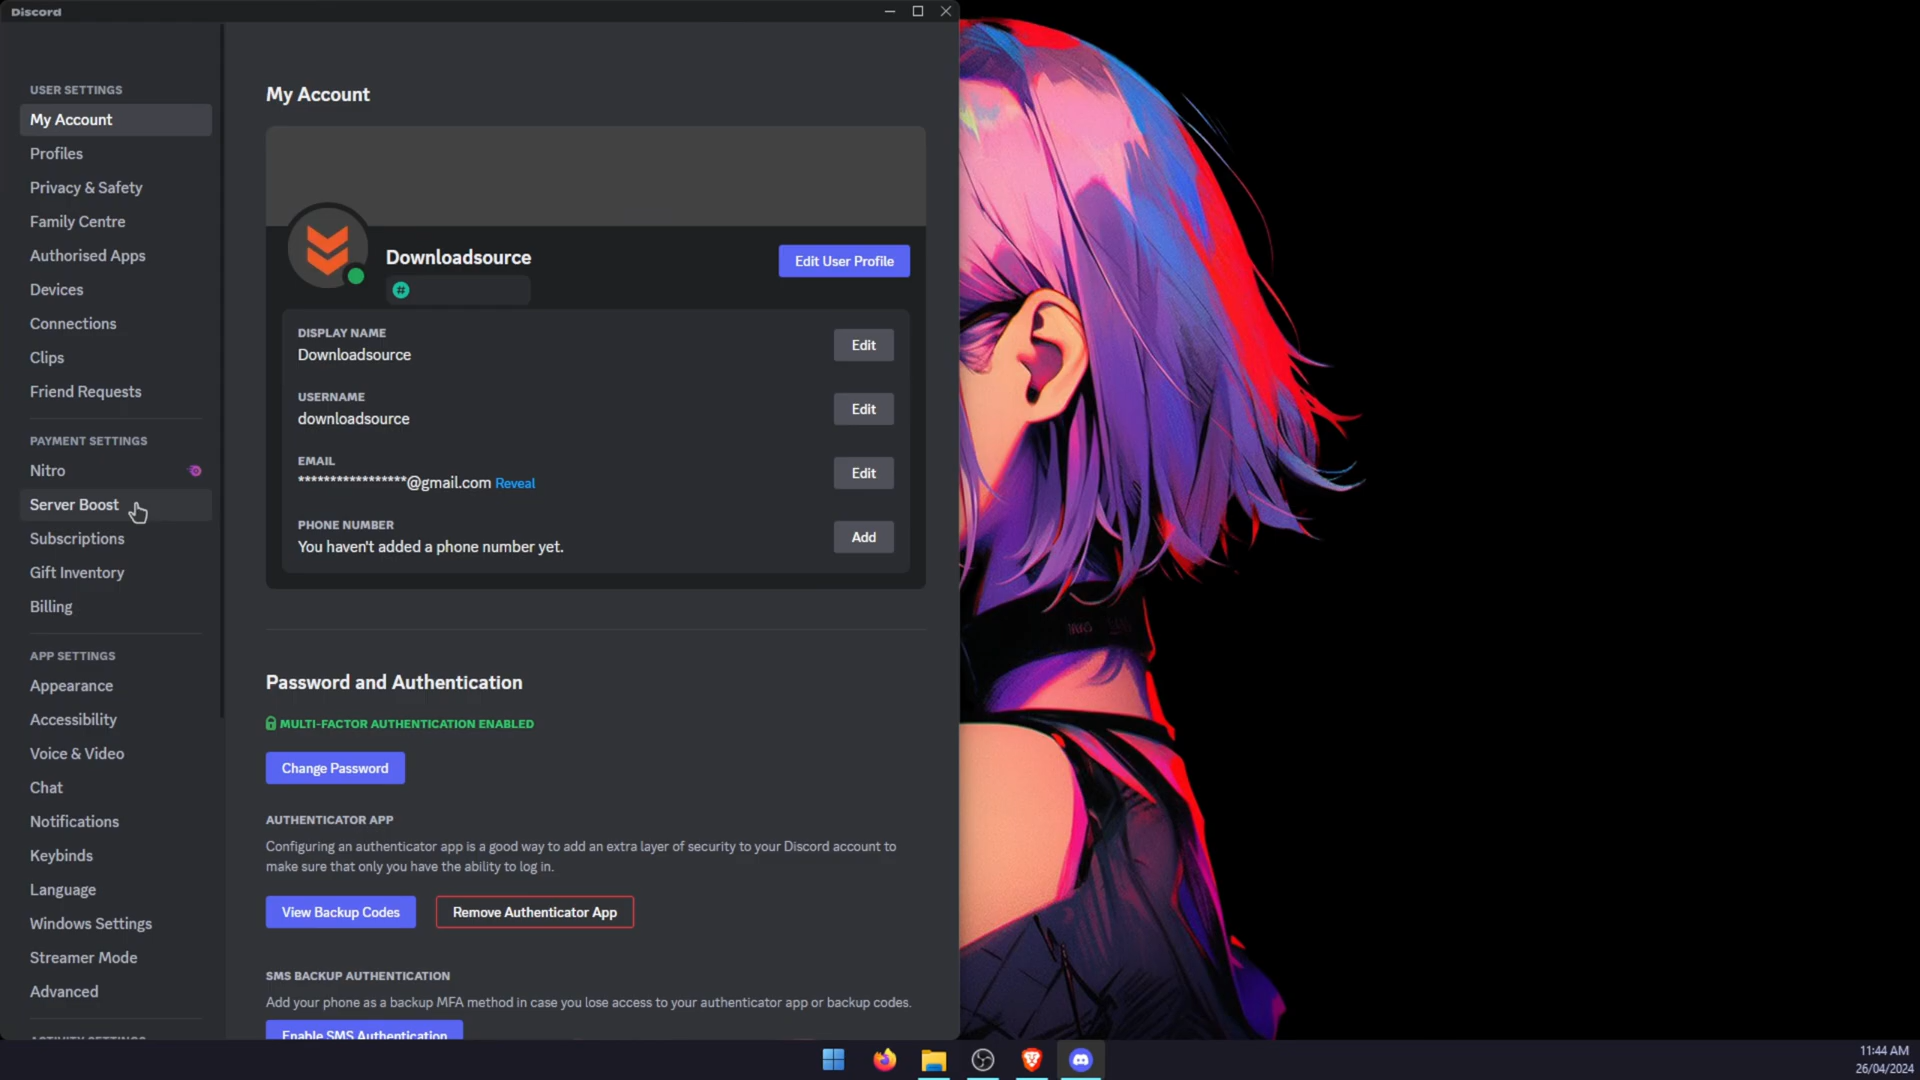 Discord
USER SETTINGS
My Account
Profiles
Privacy & Safety
Family Centre
Authorised Apps
Devices
Connections
Clips
Friend Requests
PAYMENT SETTINGS
Nitro
Server Boost
Subscriptions
Gift Inventory
Billing
APP SETTINGS
Appearance
Accessibility
Voice & Video
Chat
Notifications
Keybinds
Language
Windows Settings
Streamer Mode
Advanced
ACTIVITY SETTINGS
My Account
Downloadsource
#
Edit User Profile
DISPLAY NAME
Downloadsource
Edit
USERNAME
downloadsource
Edit
EMAIL
*****************@gmail.com Reveal
Edit
PHONE NUMBER
You haven't added a phone number yet.
Add
Password and Authentication
MULTI-FACTOR AUTHENTICATION ENABLED
Change Password
AUTHENTICATOR APP
Configuring an authenticator app is a good way to add an extra layer of security to your Discord account to
make sure that only you have the ability to log in.
View Backup Codes
Remove Authenticator App
SMS BACKUP AUTHENTICATION
Add your phone as a backup MFA method in case you lose access to your authenticator app or backup codes.
Enable SMS Authentication
11:44 AM
26/04/2024